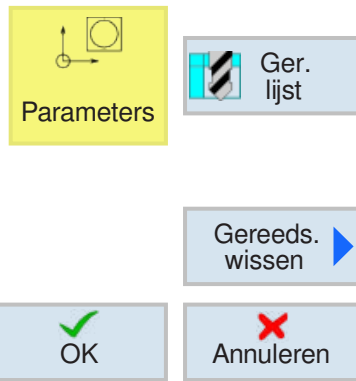 Parameters
Ger.
lijst
Gereeds.
wissen
OK
Annuleren